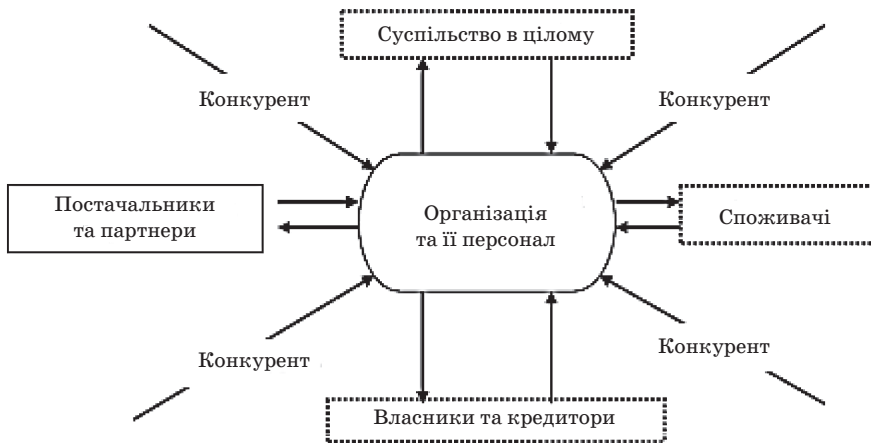 Суспільство в цілому
Конкурент
Конкурент
Постачальники
та партнери
Організація
та її персонал
Споживачі
Конкурент
Конкурент
Власники та кредитори